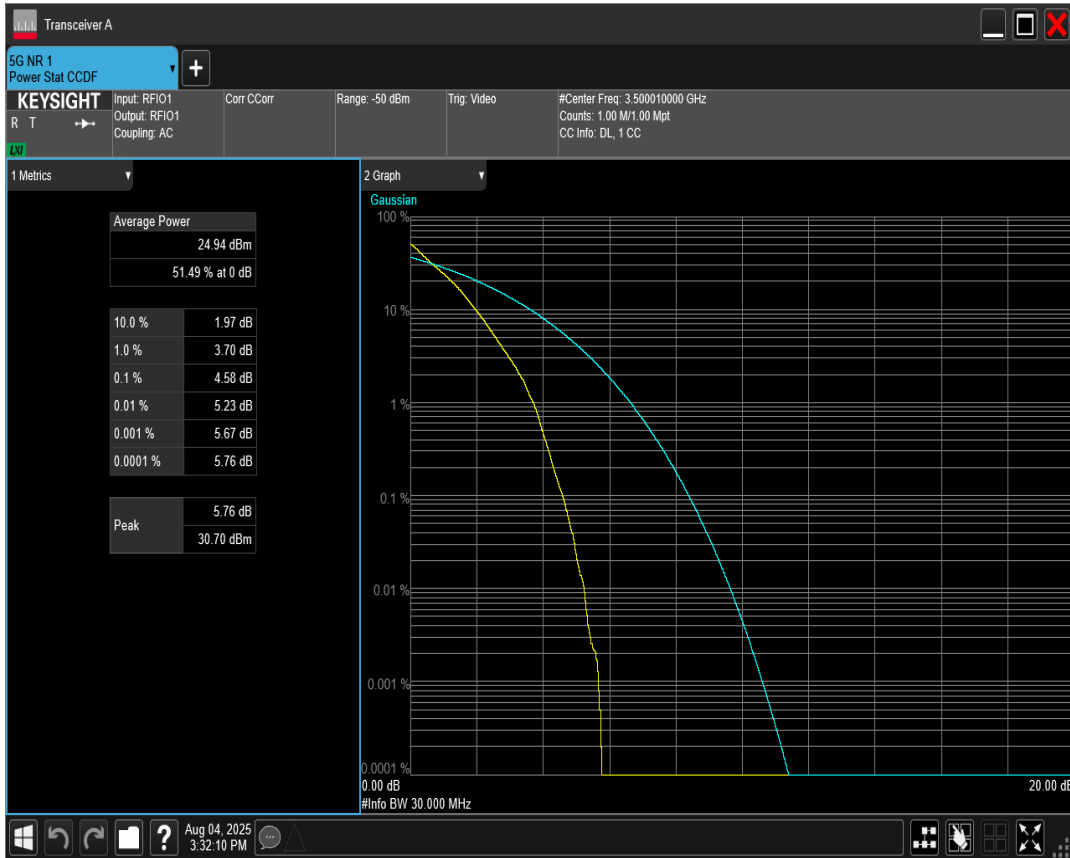 Transceiver A
5G NR 1
Power Stat CCDF
KEYSIGHT
R T
LXI
Input: RFIO1
Output: RFIO1
Coupling: AC
Corr CCorr
Range: -50 dBm
Trig: Video
#Center Freq: 3.500010000 GHz
Counts: 1.00 M/1.00 Mpt
CC Info: DL, 1 CC
1 Metrics
Average Power
24.94 dBm
51.49 % at 0 dB
10.0 % 1.97 dB
1.0 % 3.70 dB
0.1 % 4.58 dB
0.01 % 5.23 dB
0.001 % 5.67 dB
0.0001 % 5.76 dB
Peak
5.76 dB
30.70 dBm
2 Graph
Gaussian
100 %
10 %
1 %
0.1 %
0.01 %
0.001 %
0.0001 %
0.00 dB 20.00 dB
#Info BW 30.000 MHz
?
Aug 04, 2025
3:32:10 PM